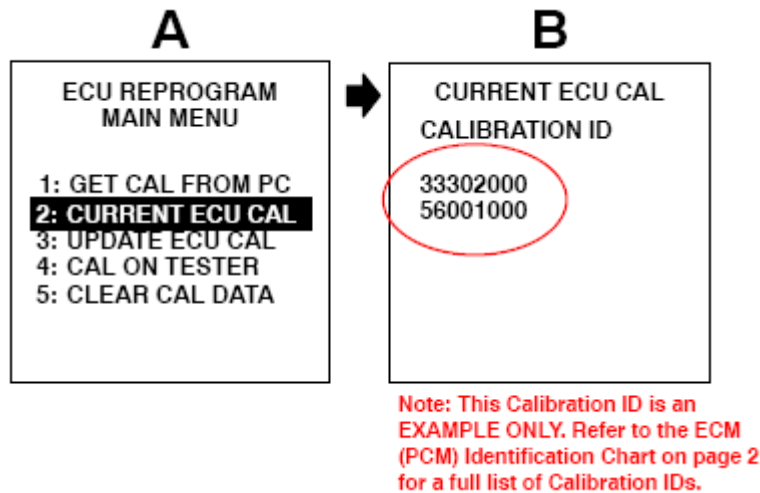 A
ECU REPROGRAM
MAIN MENU
1: GET CAL FROM PC
2: CURRENT ECU CAL
3: UPDATE ECU CAL
4: CAL ON TESTER
5: CLEAR CAL DATA
B
CURRENT ECU CAL
CALIBRATION ID
33302000
56001000
Note: This Calibration ID is an
EXAMPLE ONLY. Refer to the ECM
(PCM) Identification Chart on page 2
for a full list of Calibration IDs.